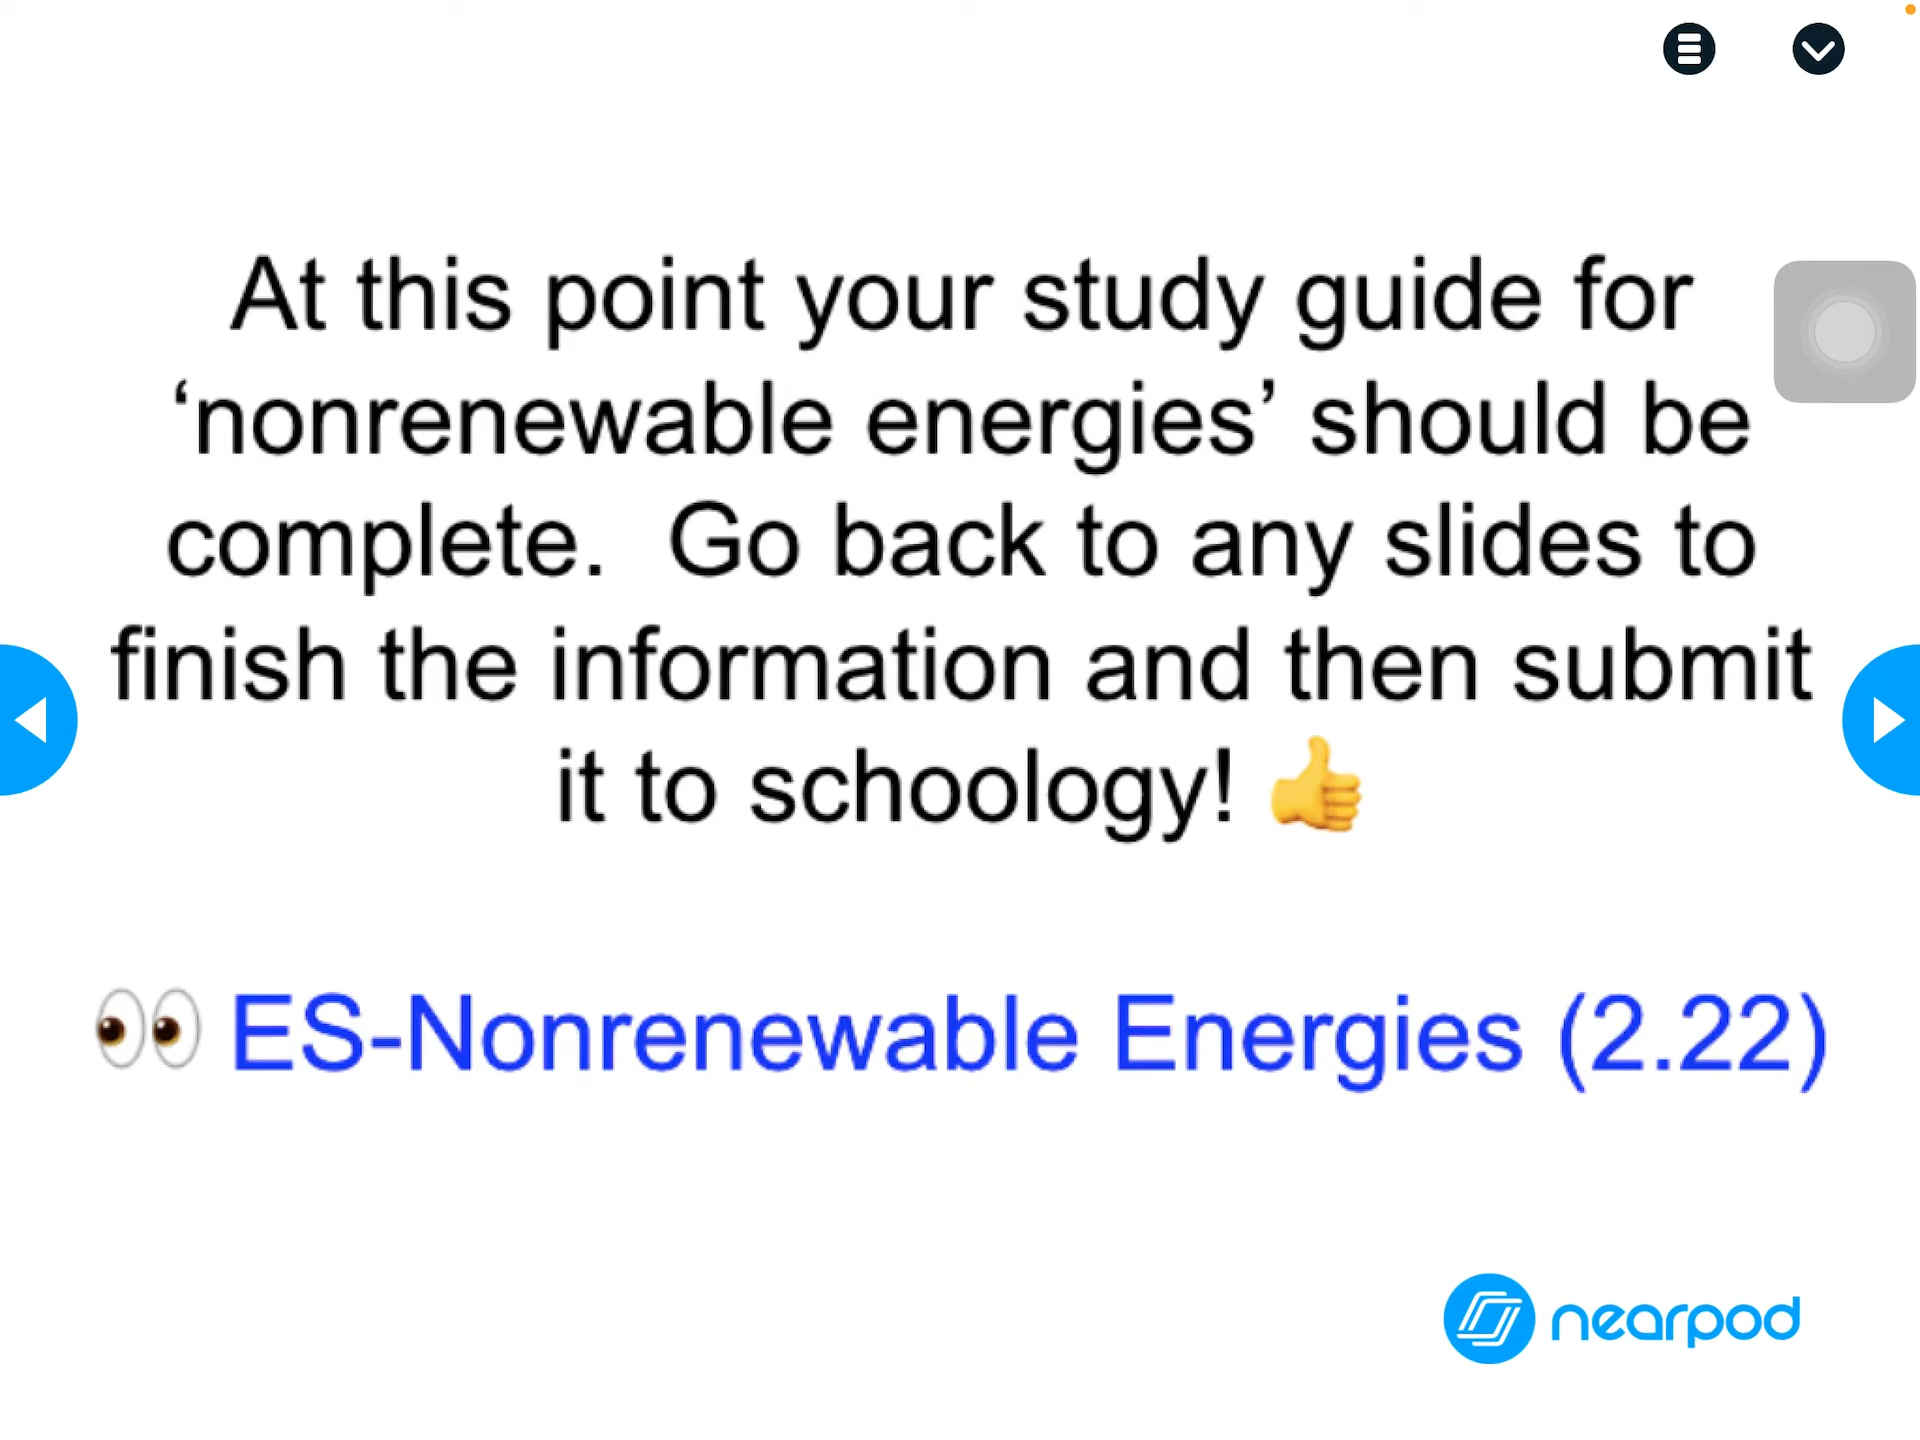 At this point your study guide for
‘nonrenewable energies’ should be
complete.  Go back to any slides to
finish the information and then submit
it to schoology! 👍
👀 ES-Nonrenewable Energies (2.22)
nearpod